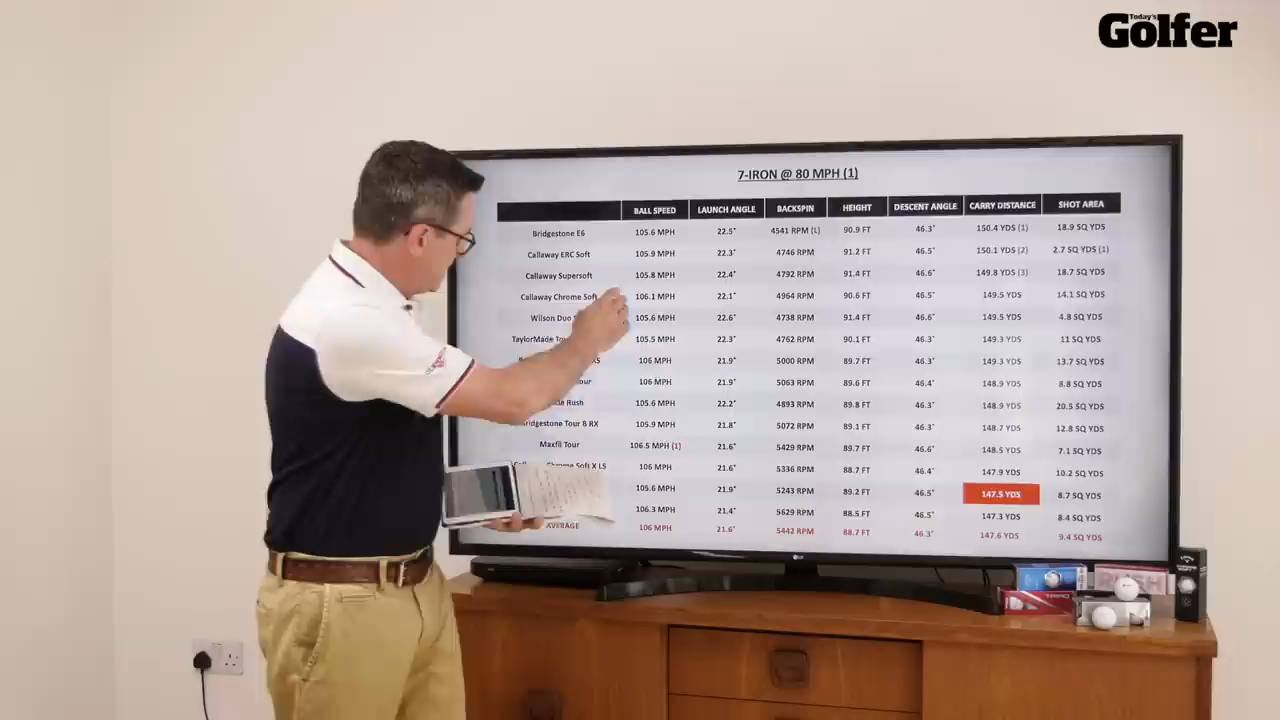 Today's
Golfer
7-IRON @ 80 MPH (1)
BALL SPEED LAUNCH ANGLE BACKSPIN HEIGHT DESCENT ANGLE CARRY DISTANCE SHOT AREA
Bridgestone E6 105.6 MPH 22.5° 4541 RPM (L) 90.9 FT 46.3° 150.4 YDS (1) 18.9 SQ YDS
Callaway ERC Soft 105.9 MPH 22.3° 4746 RPM 91.2 FT 46.5° 150.1 YDS (2) 2.7 SQ YDS (1)
Callaway Supersoft 105.8 MPH 22.4° 4792 RPM 91.4 FT 46.6° 149.8 YDS (3) 18.7 SQ YDS
Callaway Chrome Soft 106.1 MPH 22.1° 4964 RPM 90.6 FT 46.5° 149.5 YDS 14.1 SQ YDS
Wilson Duo 105.6 MPH 22.6° 4738 RPM 91.4 FT 46.6° 149.5 YDS 4.8 SQ YDS
TaylorMade 105.5 MPH 22.3° 4762 RPM 90.1 FT 46.3° 149.3 YDS 11 SQ YDS
106 MPH 21.9° 5000 RPM 89.7 FT 46.3° 149.3 YDS 13.7 SQ YDS
106 MPH 21.9° 5063 RPM 89.6 FT 46.4° 148.9 YDS 8.8 SQ YDS
Rush 105.6 MPH 22.2° 4893 RPM 89.8 FT 46.3° 148.9 YDS 20.5 SQ YDS
Bridgestone Tour B RX 105.9 MPH 21.8° 5072 RPM 89.1 FT 46.3° 148.7 YDS 12.8 SQ YDS
Maxfli Tour 106.5 MPH (1) 21.6° 5429 RPM 89.7 FT 46.6° 148.5 YDS 7.1 SQ YDS
Chrome Soft X LS 106 MPH 21.6° 5336 RPM 88.7 FT 46.4° 147.9 YDS 10.2 SQ YDS
105.6 MPH 21.9° 5243 RPM 89.2 FT 46.5° 147.5 YDS 8.7 SQ YDS
106.3 MPH 21.4° 5629 RPM 88.5 FT 46.5° 147.3 YDS 8.4 SQ YDS
AVERAGE 106 MPH 21.6° 5442 RPM 88.7 FT 46.3° 147.6 YDS 9.4 SQ YDS
LG